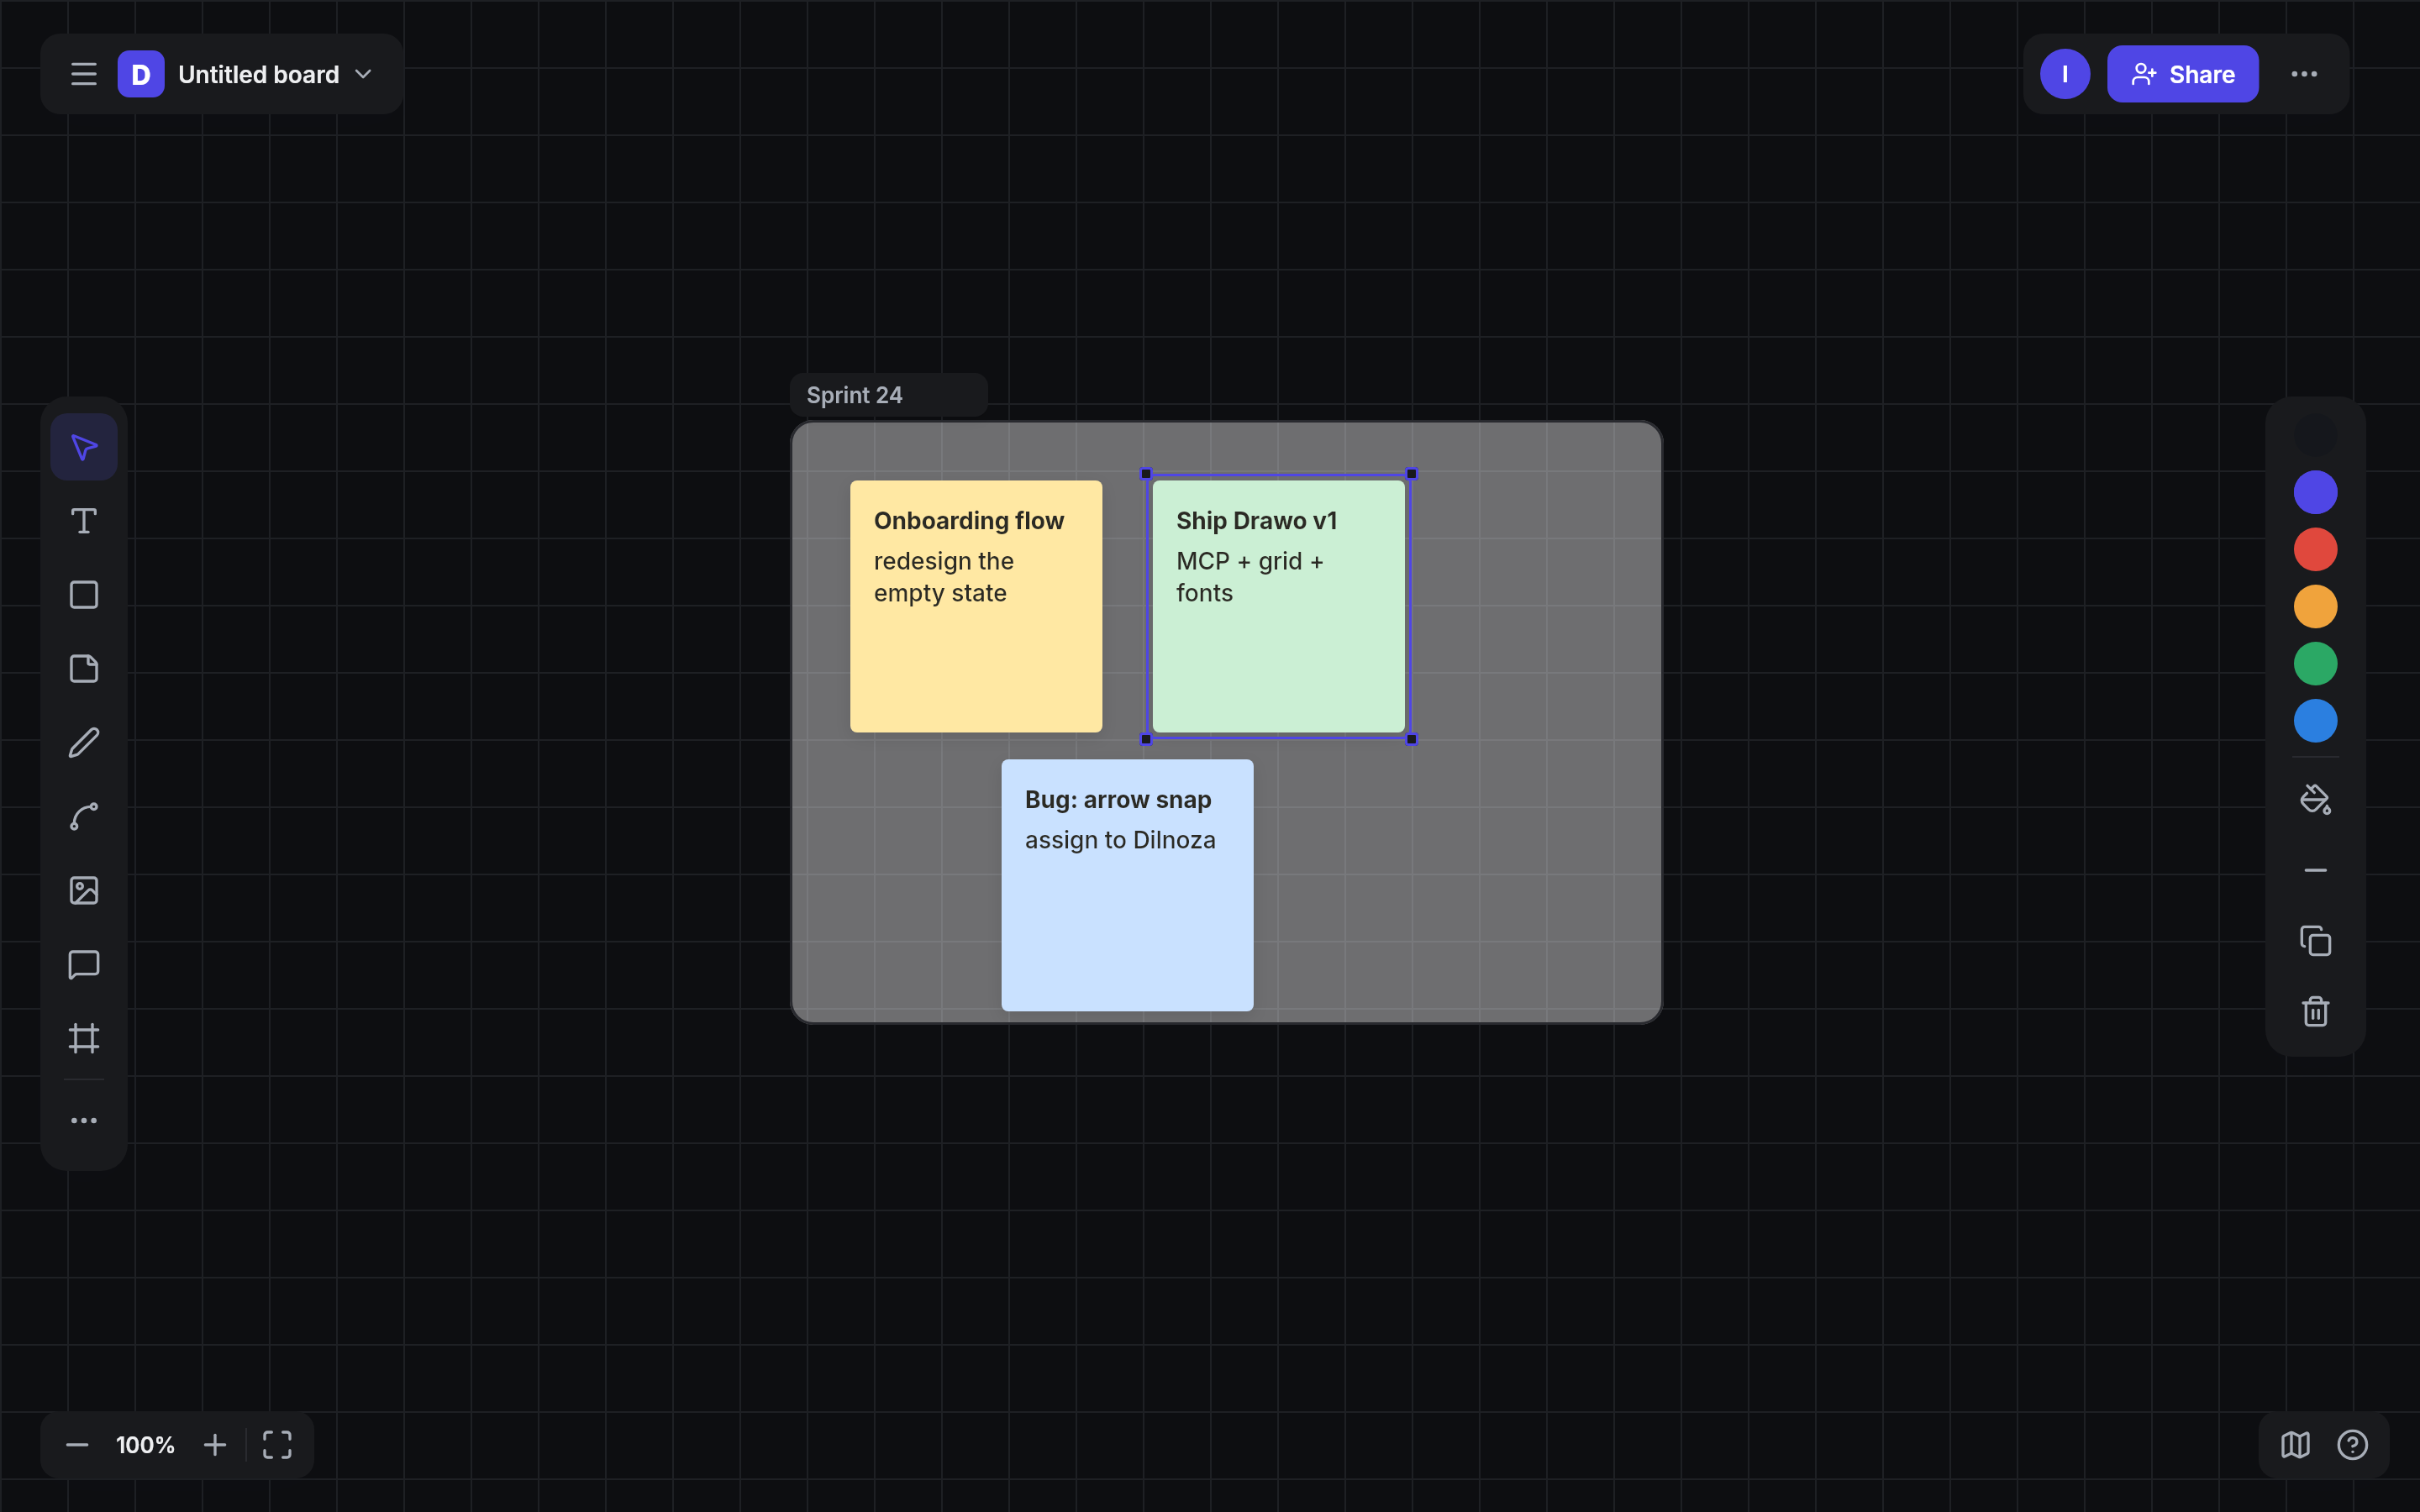 D Untitled board
I
Share
Sprint 24
Onboarding flow
redesign the
empty state
Ship Drawo v1
MCP + grid +
fonts
Bug: arrow snap
assign to Dilnoza
100%